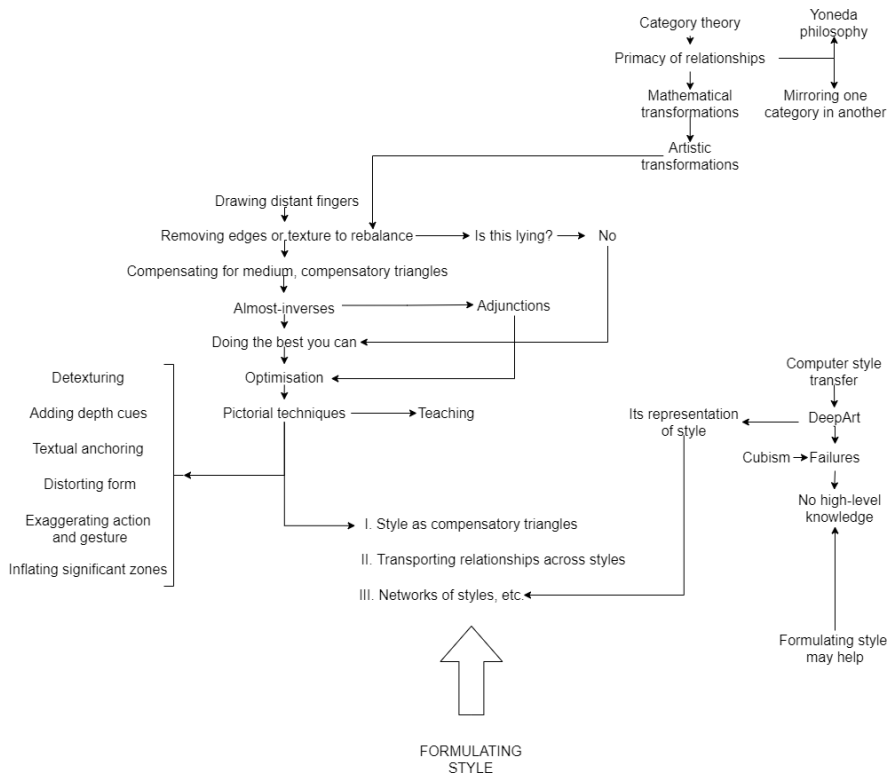 Category theory
Yoneda
philosophy
Primacy of relationships
Mathematical
transformations
Mirroring one
category in another
Artistic
transformations
Drawing distant fingers
Removing edges or texture to rebalance
Is this lying?
No
Compensating for medium, compensatory triangles
Almost-inverses
Adjunctions
Doing the best you can
Optimisation
Pictorial techniques
Teaching
Detexturing
Adding depth cues
Textual anchoring
Distorting form
Exaggerating action
and gesture
Inflating significant zones
I. Style as compensatory triangles
II. Transporting relationships across styles
III. Networks of styles, etc.
Computer style
transfer
DeepArt
Its representation
of style
Cubism
Failures
No high-level
knowledge
Formulating style
may help
FORMULATING
STYLE